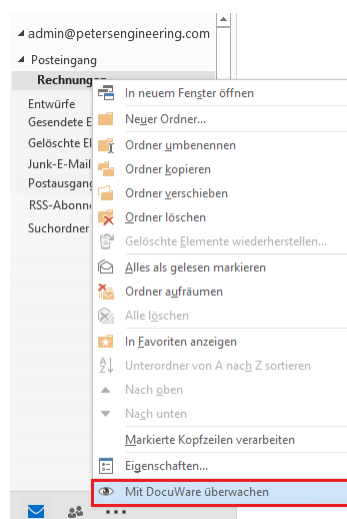 admin@petersengineering.com
Posteingang
Rechnungen
In neuem Fenster öffnen
Entwürfe
Neuer Ordner...
Gesendete E
Ordner umbenennen
Gelöschte El
Junk-E-Mail
Ordner kopieren
Postausgang
Ordner verschieben
RSS-Abonn
Ordner löschen
Suchordner
Gelöschte Elemente wiederherstellen...
Alles als gelesen markieren
Ordner aufräumen
Alle löschen
In Favoriten anzeigen
Unterordner von A nach Z sortieren
Nach oben
Nach unten
Markierte Kopfzeilen verarbeiten
Eigenschaften...
Mit DocuWare überwachen